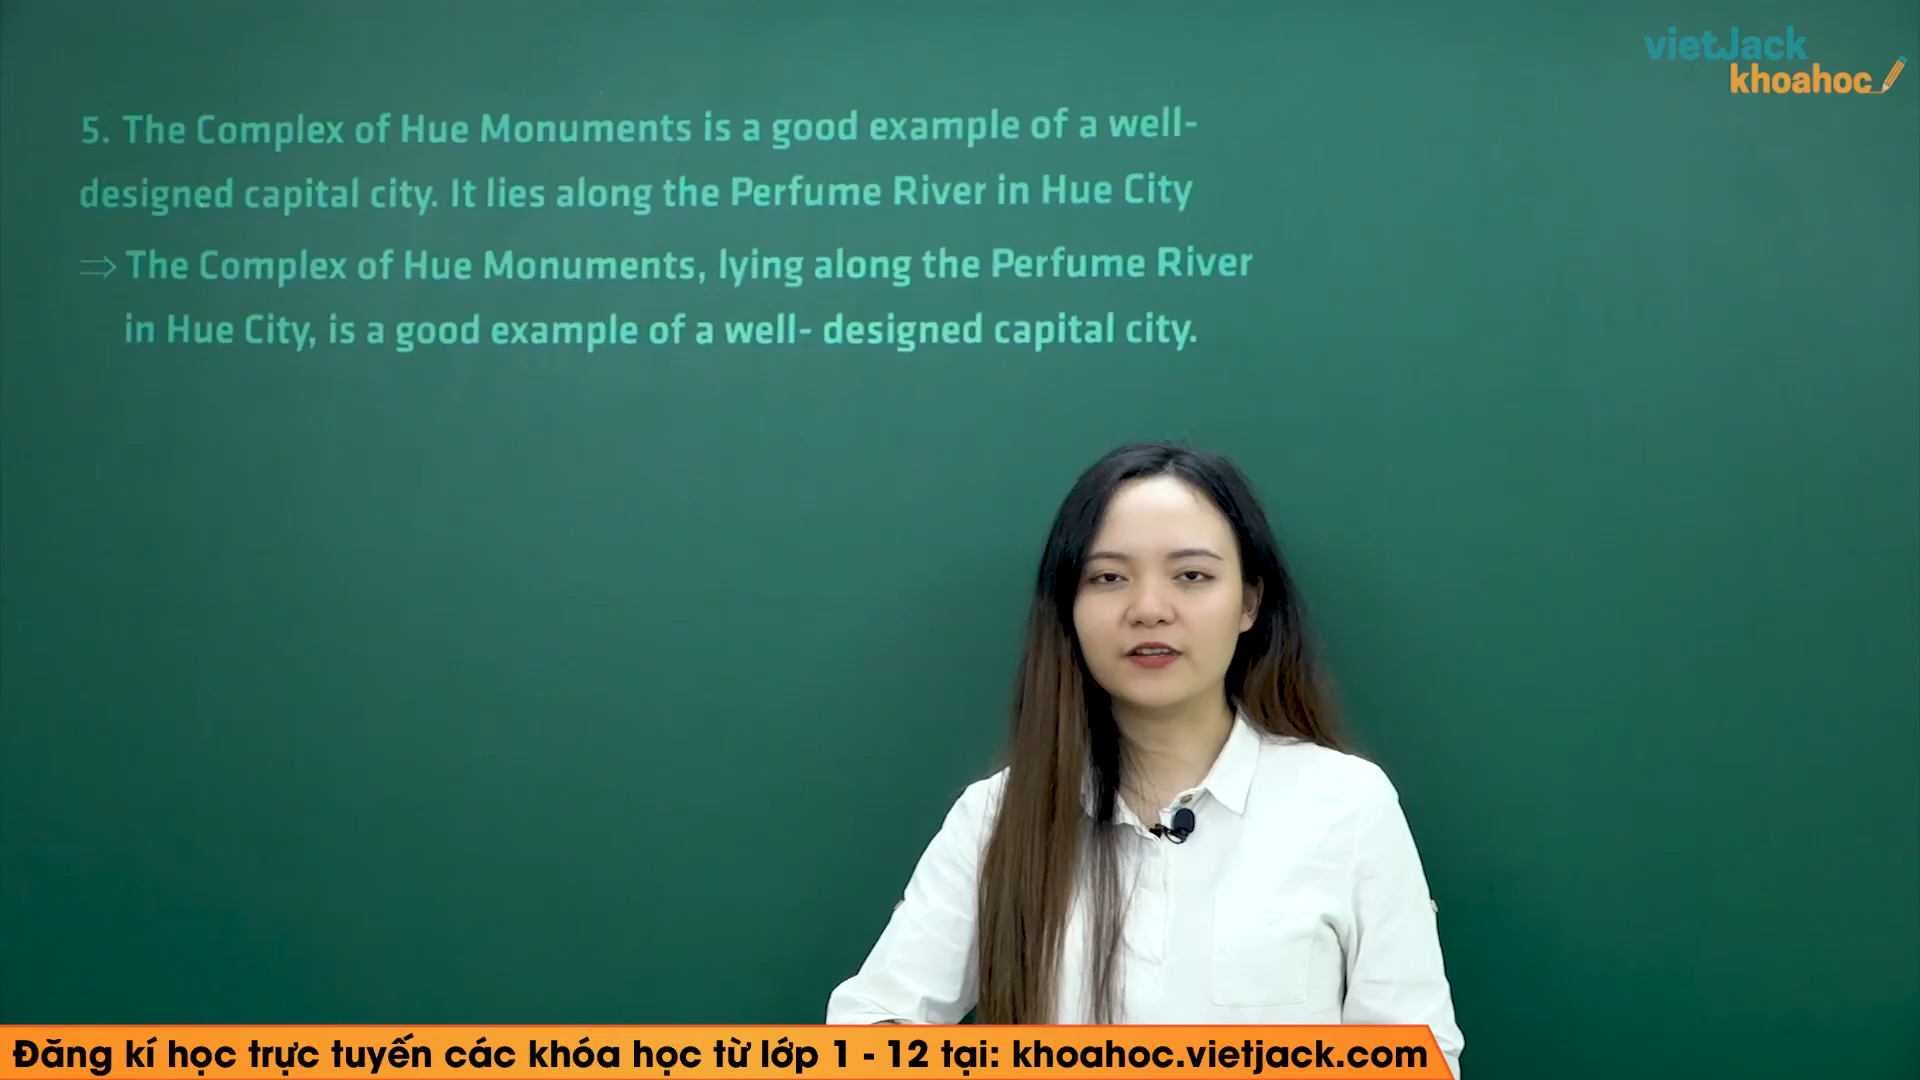 vietJack
khoahoc
5. The Complex of Hue Monuments is a good example of a well-
designed capital city. It lies along the Perfume River in Hue City
⇒ The Complex of Hue Monuments, lying along the Perfume River
in Hue City, is a good example of a well- designed capital city.
Đăng kí học trực tuyến các khóa học từ lớp 1 - 12 tại: khoahoc.vietjack.com